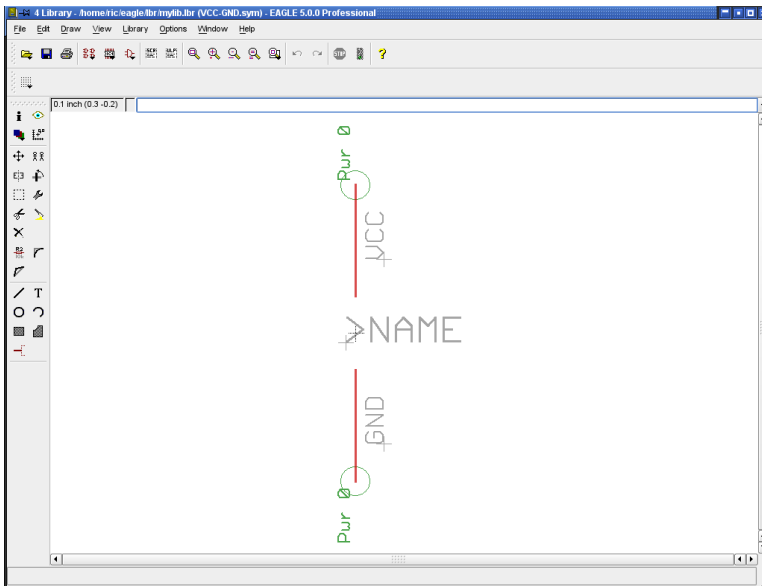 4 Library - /home/ric/eagle/lbr/mylib.lbr (VCC-GND.sym) - EAGLE 5.0.0 Professional
File Edit Draw View Library Options Window Help
0.1 inch (0.3 -0.2)
Pwr 0
VCC
>NAME
GND
Pwr 0